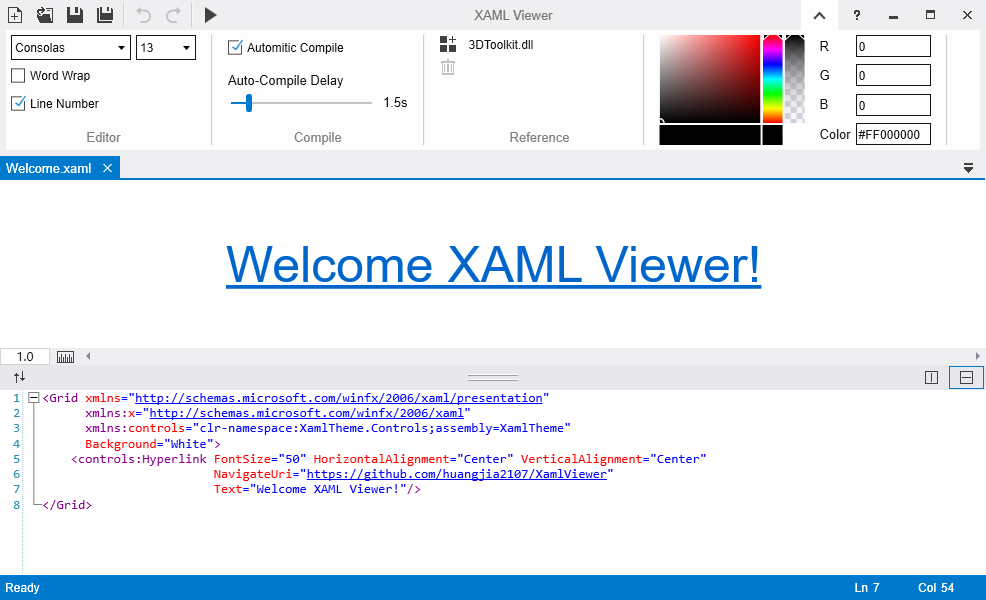 XAML Viewer
?
Consolas
13
Word Wrap
Line Number
Editor
Automitic Compile
Auto-Compile Delay
1.5s
Compile
3DToolkit.dll
Reference
R 0
G 0
B 0
Color #FF000000
Welcome.xaml
Welcome XAML Viewer!
1.0
1 <Grid xmlns="http://schemas.microsoft.com/winfx/2006/xaml/presentation"
2 xmlns:x="http://schemas.microsoft.com/winfx/2006/xaml"
3 xmlns:controls="clr-namespace:XamlTheme.Controls;assembly=XamlTheme"
4 Background="White">
5 <controls:Hyperlink FontSize="50" HorizontalAlignment="Center" VerticalAlignment="Center"
6 NavigateUri="https://github.com/huangjia2107/XamlViewer"
7 Text="Welcome XAML Viewer!"/>
8 </Grid>
Ready
Ln 7
Col 54